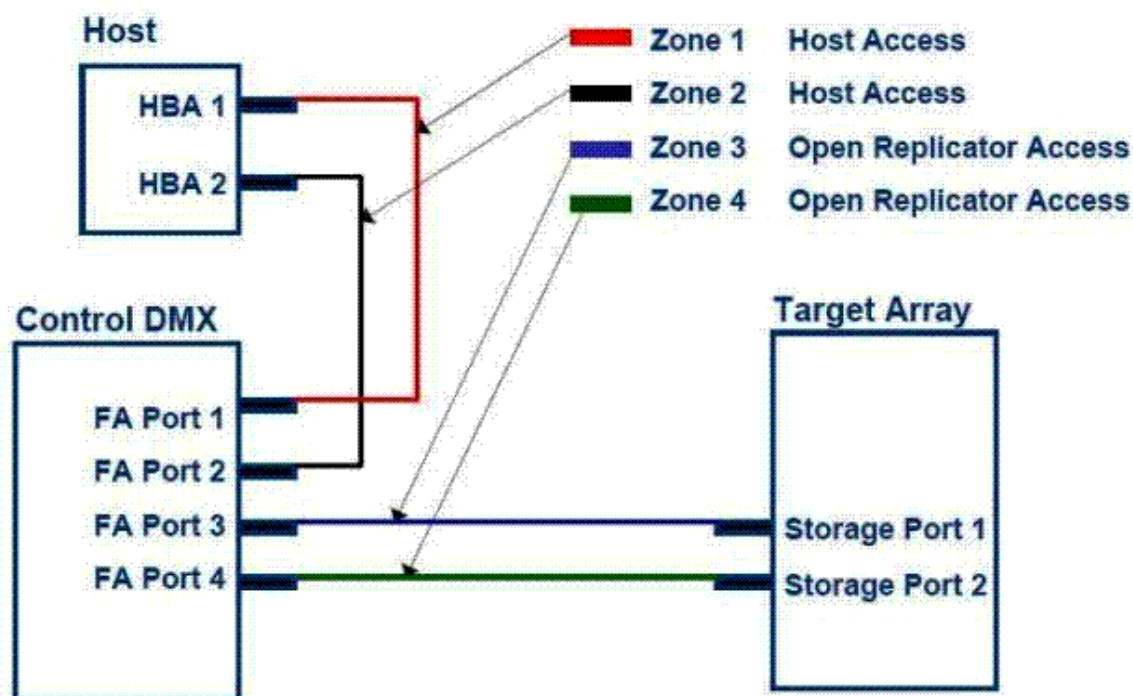 Host
HBA 1
HBA 2
Zone 1 Host Access
Zone 2 Host Access
Zone 3 Open Replicator Access
Zone 4 Open Replicator Access
Control DMX
FA Port 1
FA Port 2
FA Port 3
FA Port 4
Target Array
Storage Port 1
Storage Port 2